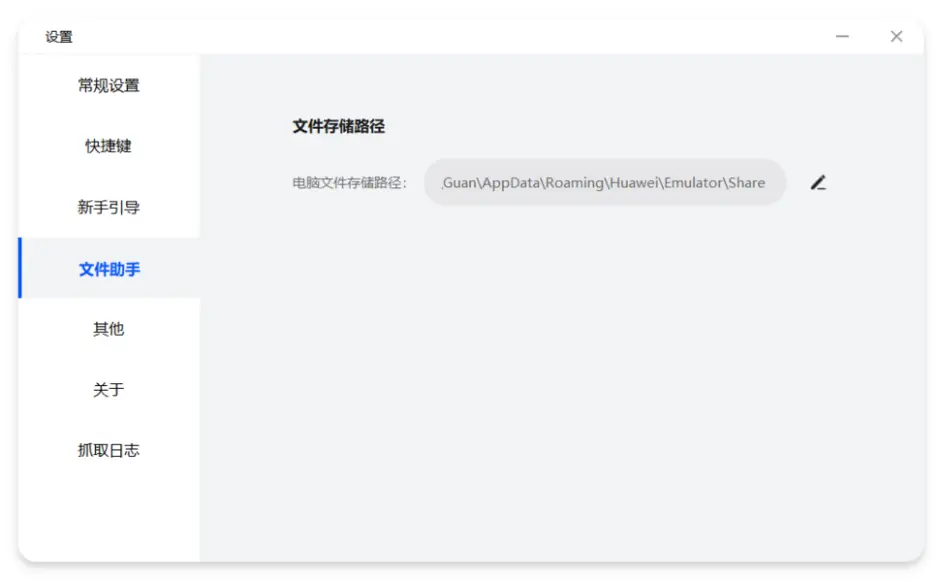 设置
常规设置
快捷键
新手引导
文件助手
其他
关于
抓取日志
文件存储路径
电脑文件存储路径： Guan\AppData\Roaming\Huawei\Emulator\Share